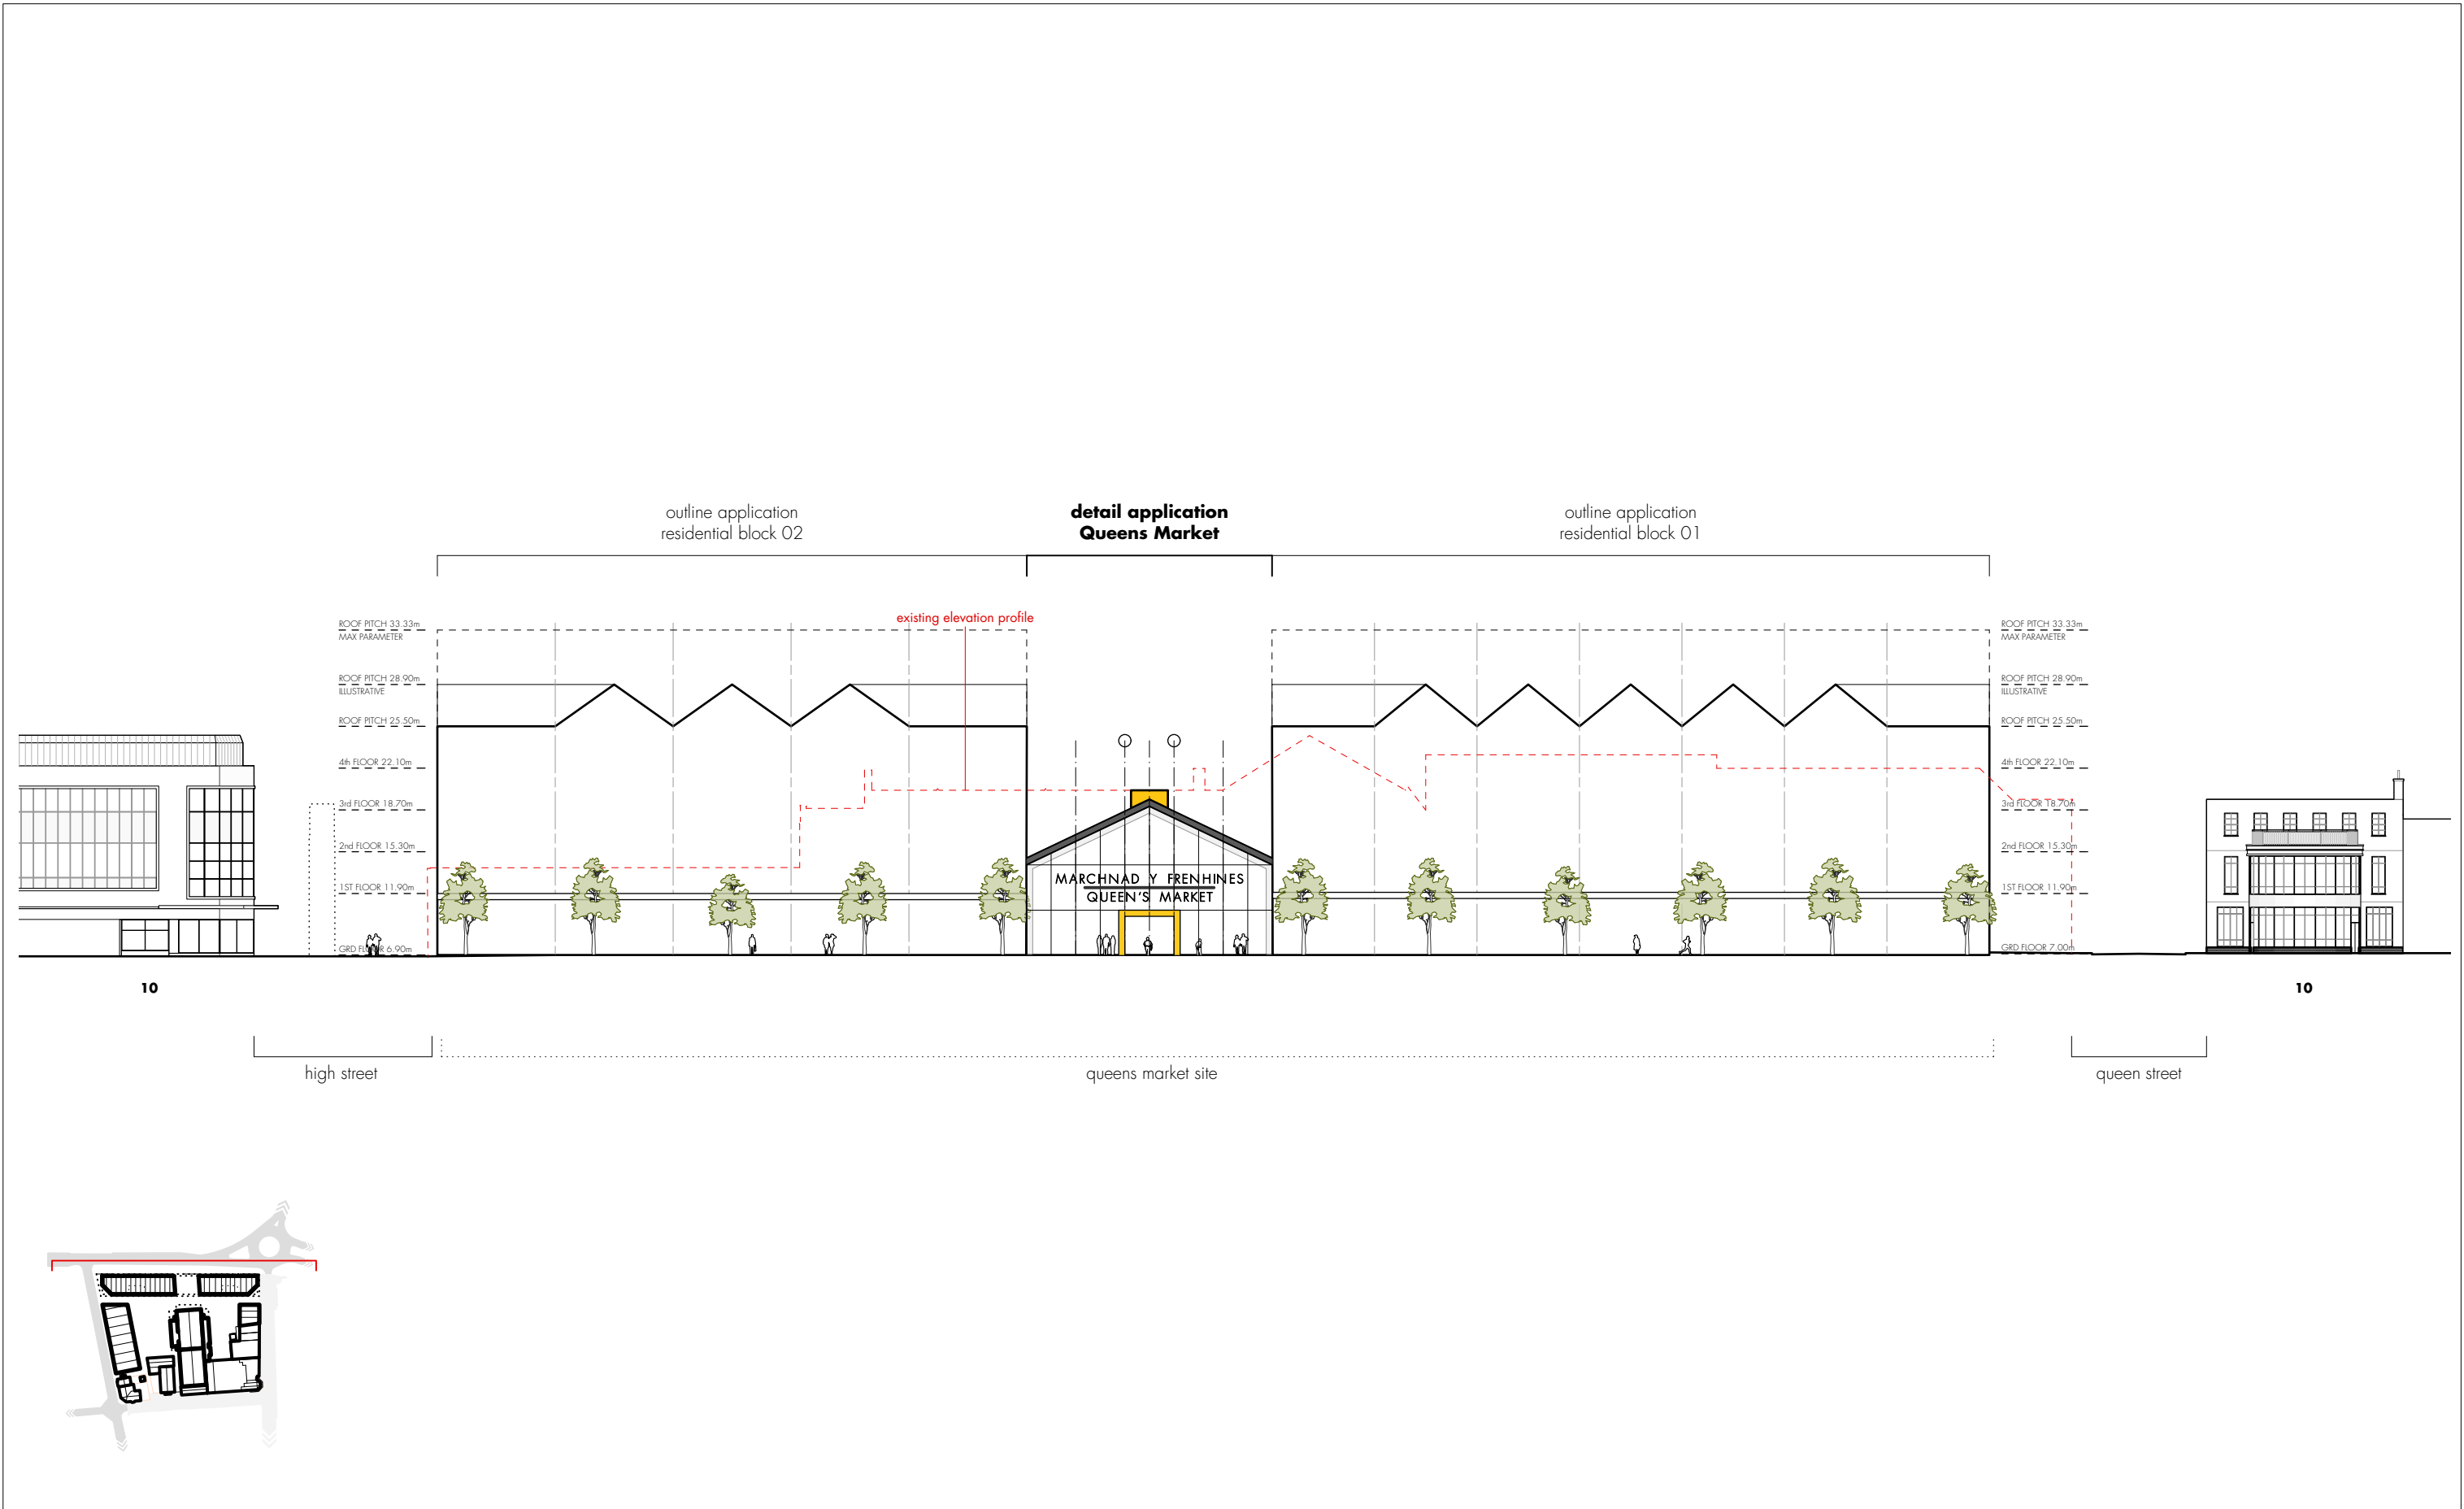 outline application
residential block 02
detail application
Queens Market
outline application
residential block 01
existing elevation profile
ROOF PITCH 33.33m
MAX PARAMETER
ROOF PITCH 28.90m
ILLUSTRATIVE
ROOF PITCH 25.50m
4th FLOOR 22.10m
3rd FLOOR 18.70m
2nd FLOOR 15.30m
1ST FLOOR 11.90m
GRD FLOOR 6.90m
MARCHNAD Y FRENHINES
QUEEN'S MARKET
ROOF PITCH 33.33m
MAX PARAMETER
ROOF PITCH 28.90m
ILLUSTRATIVE
ROOF PITCH 25.50m
4th FLOOR 22.10m
3rd FLOOR 18.70m
2nd FLOOR 15.30m
1ST FLOOR 11.90m
GRD FLOOR 7.00m
10
10
high street
queens market site
queen street